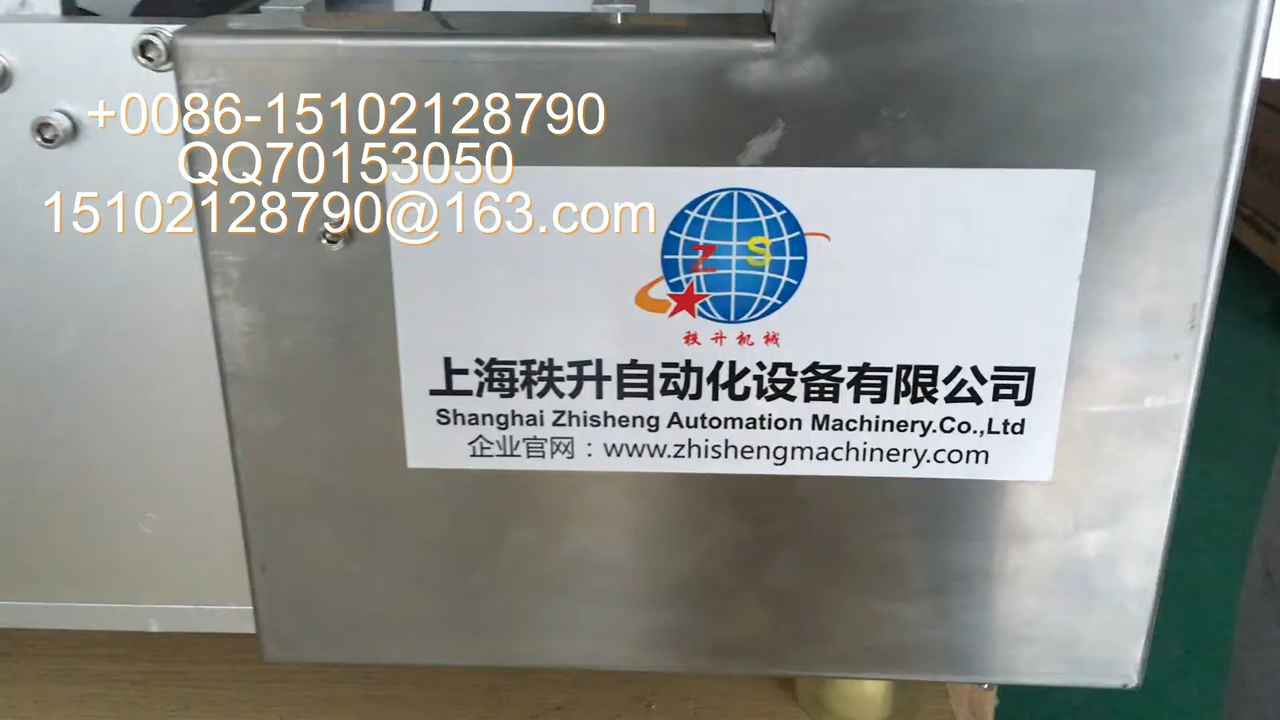 +0086-15102128790
QQ70153050
15102128790@163.com
Z S
秩升机械
上海秩升自动化设备有限公司
Shanghai Zhisheng Automation Machinery.Co.,Ltd
企业官网：www.zhishengmachinery.com